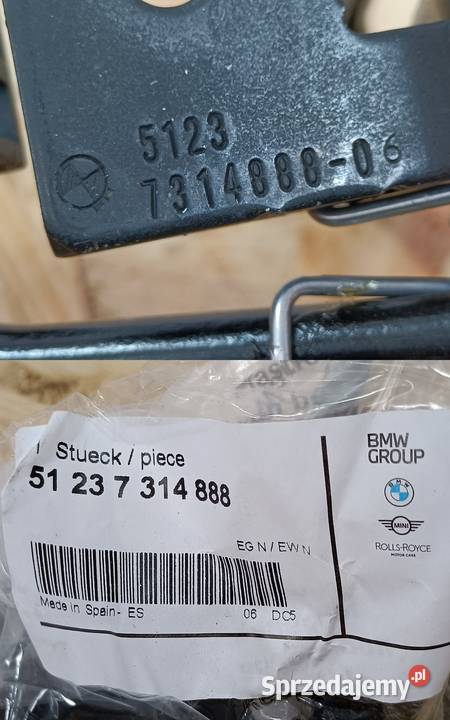 5123
7314888-06
1 Stueck / piece
51 23 7 314 888
BMW
GROUP
MINI
ROLLS-ROYCE
MOTOR CARS
EG N / EW N
Made in Spain - ES 06 DC5
Sprzedajemy.pl